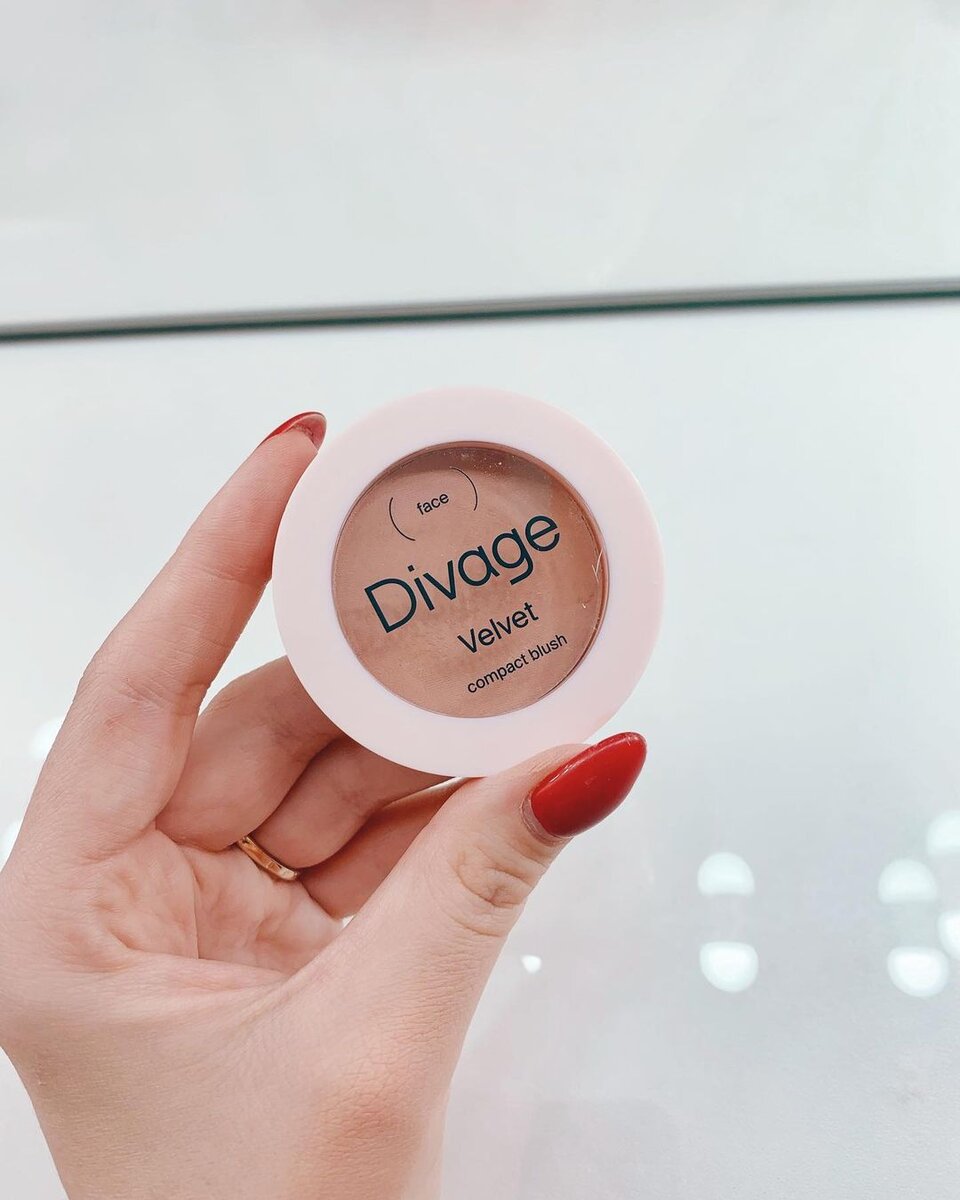 ( face )
Divage
Velvet
compact blush